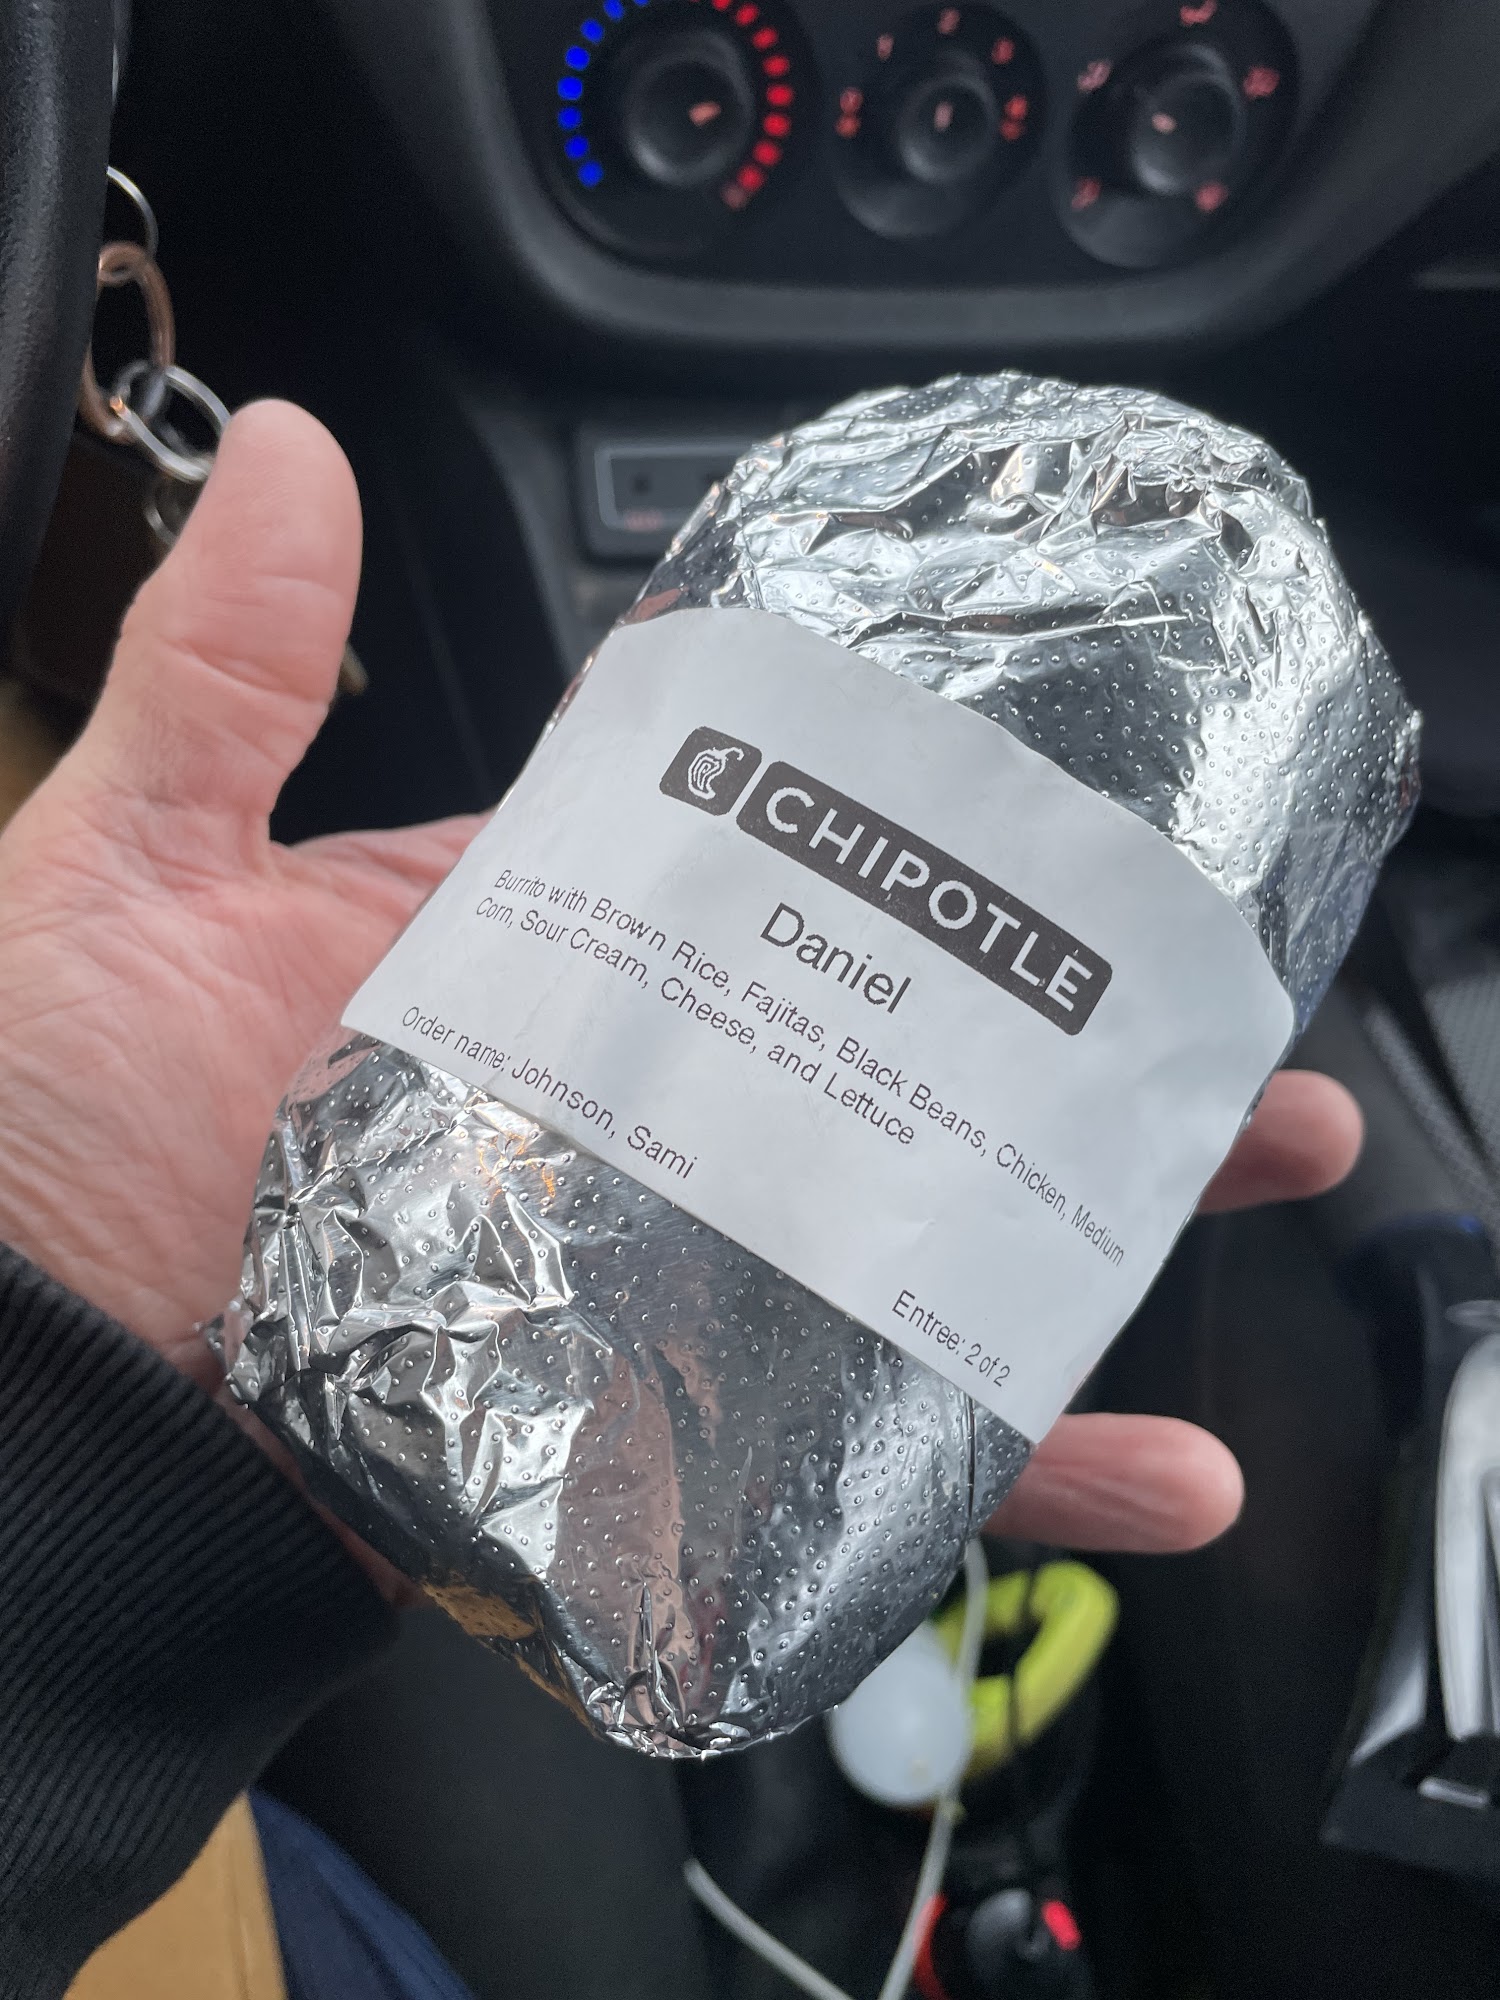 CHIPOTLE
Daniel
Burrito with Brown Rice, Fajitas, Black Beans, Chicken, Medium
Corn, Sour Cream, Cheese, and Lettuce
Order name: Johnson, Sami
Entree: 2 of 2